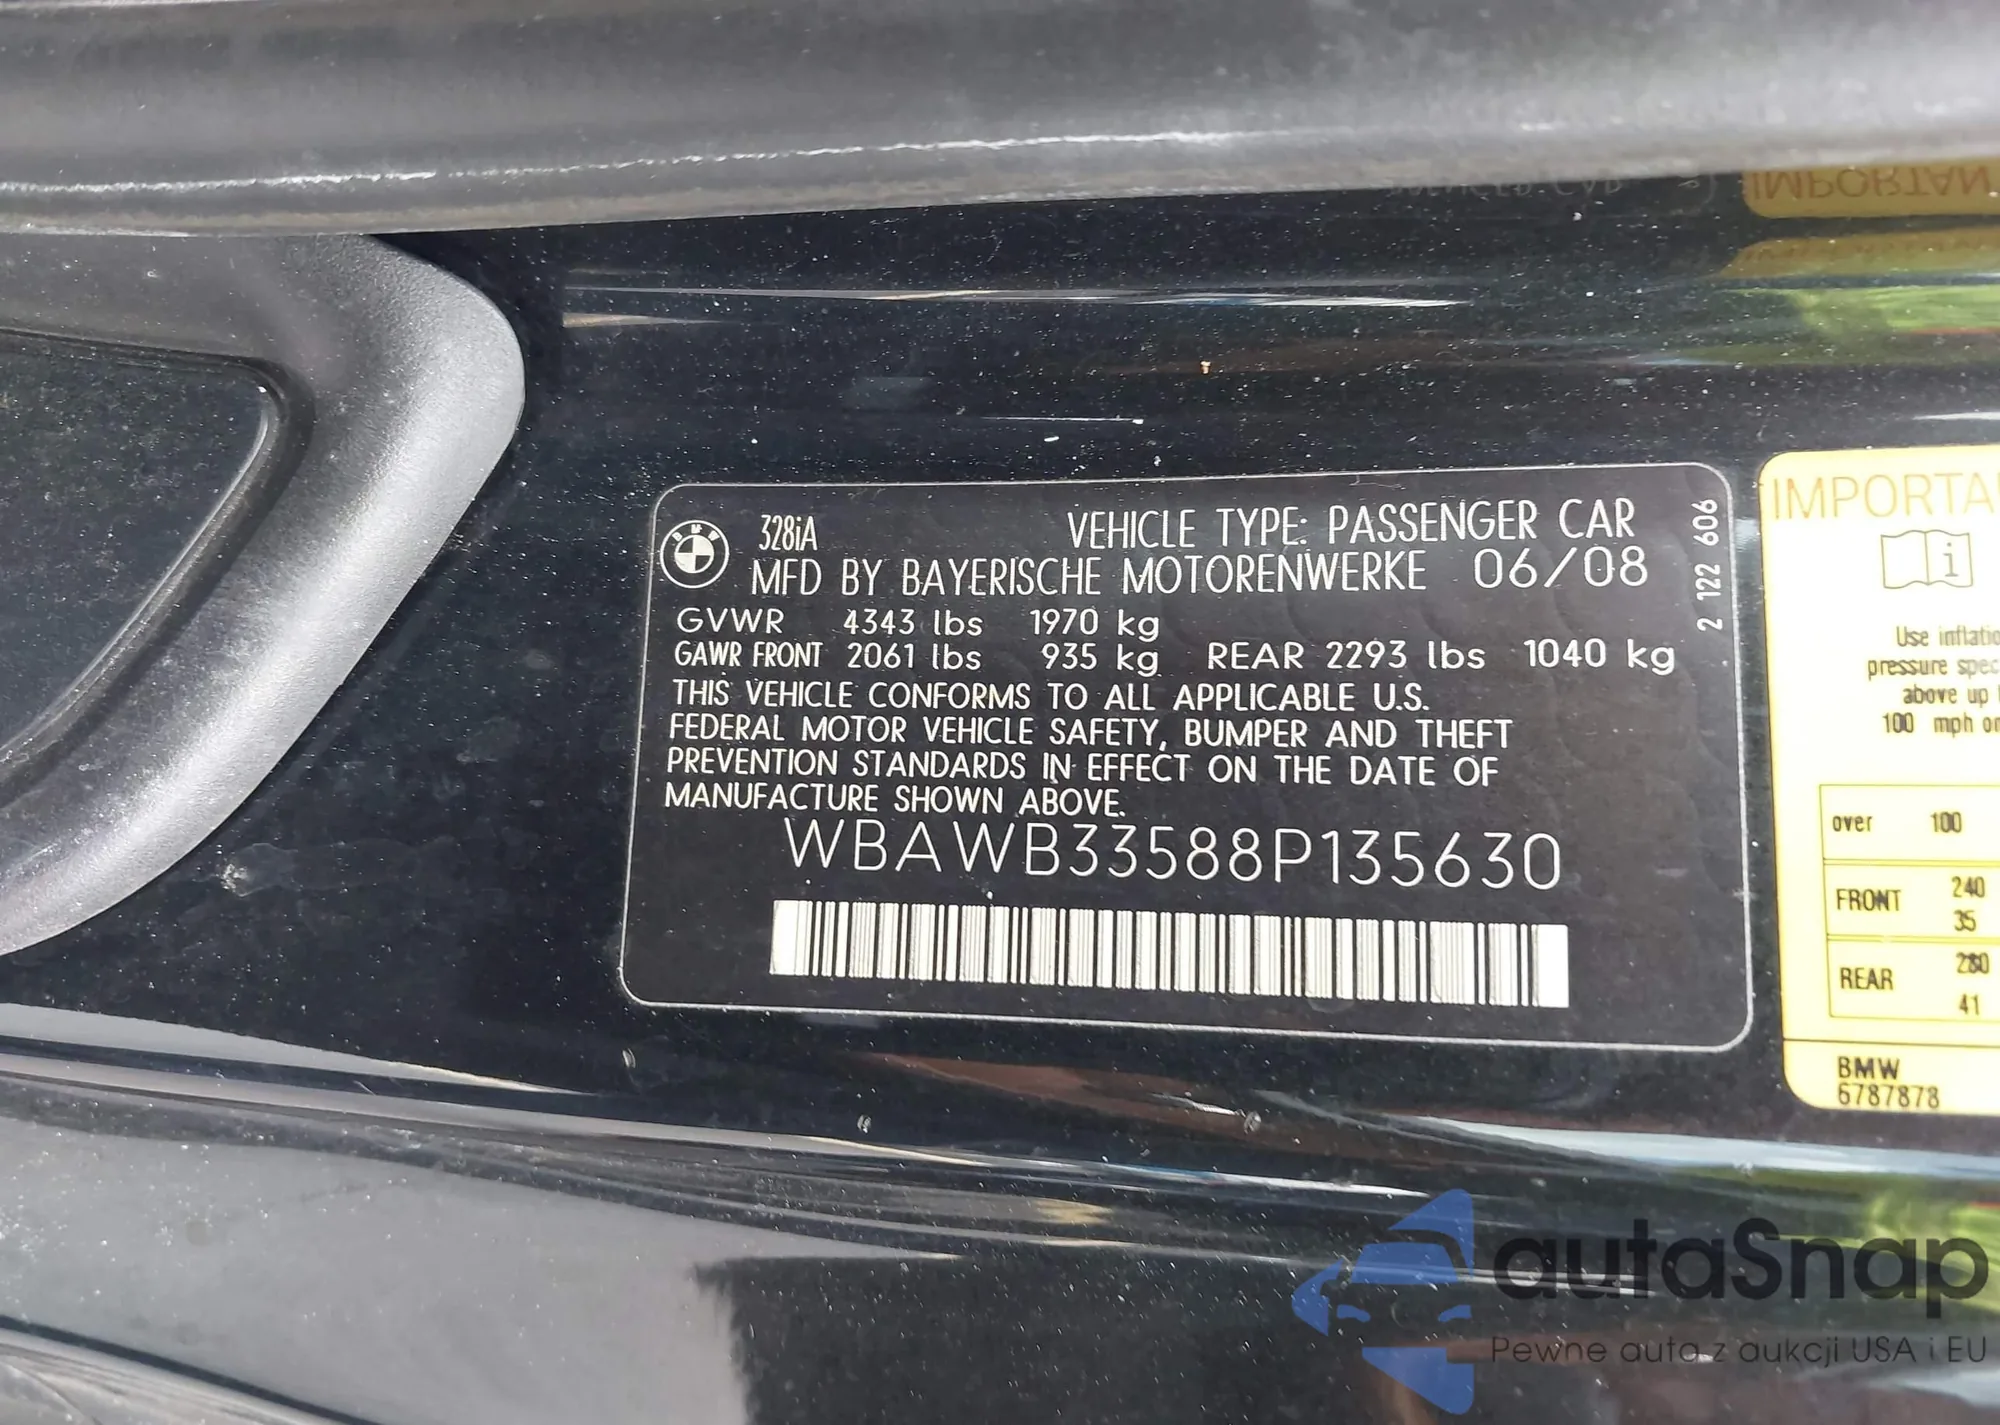 IMPORTAN
328iA VEHICLE TYPE: PASSENGER CAR
MFD BY BAYERISCHE MOTORENWERKE 06/08
GVWR 4343 lbs 1970 kg
GAWR FRONT 2061 lbs 935 kg REAR 2293 lbs 1040 kg
THIS VEHICLE CONFORMS TO ALL APPLICABLE U.S.
FEDERAL MOTOR VEHICLE SAFETY, BUMPER AND THEFT
PREVENTION STANDARDS IN EFFECT ON THE DATE OF
MANUFACTURE SHOWN ABOVE.
WBAWB33588P135630
2 122 606
IMPORTA
Use inflatio
pressure spec
above up
100 mph or
over 100
FRONT 240
35
REAR 280
41
BMW
6787878
autaSnap
Pewne auta z aukcji USA i EU